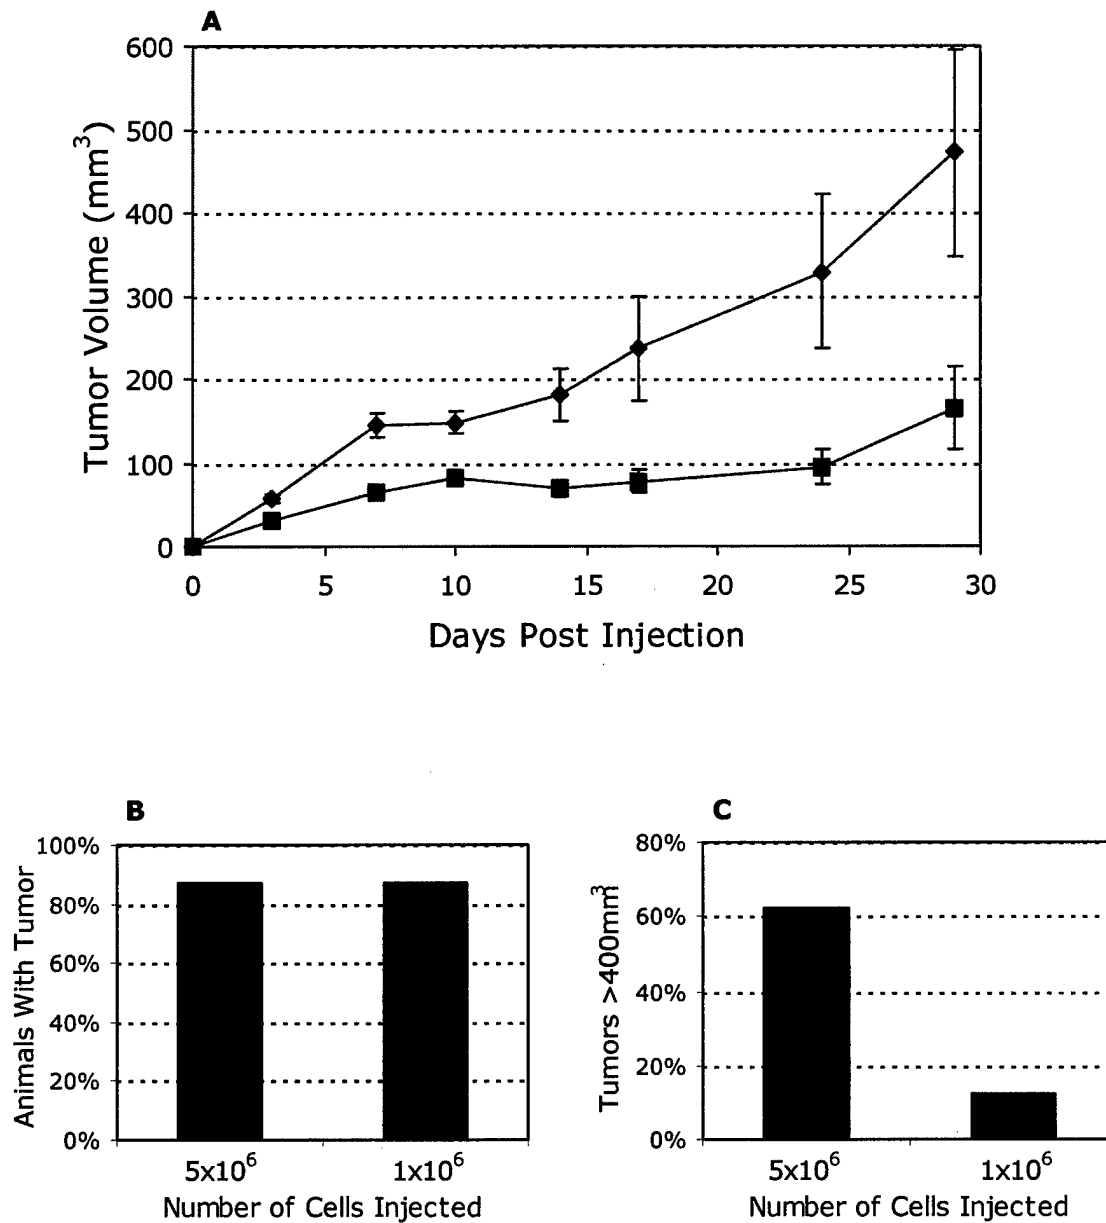 A
600
500
400
300
200
100
0
Tumor Volume (mm³)
0 5 10 15 20 25 30
Days Post Injection
B
100%
80%
60%
40%
20%
0%
Animals With Tumor
5x10⁶ 1x10⁶
Number of Cells Injected
C
80%
60%
40%
20%
0%
Tumors >400mm³
5x10⁶ 1x10⁶
Number of Cells Injected